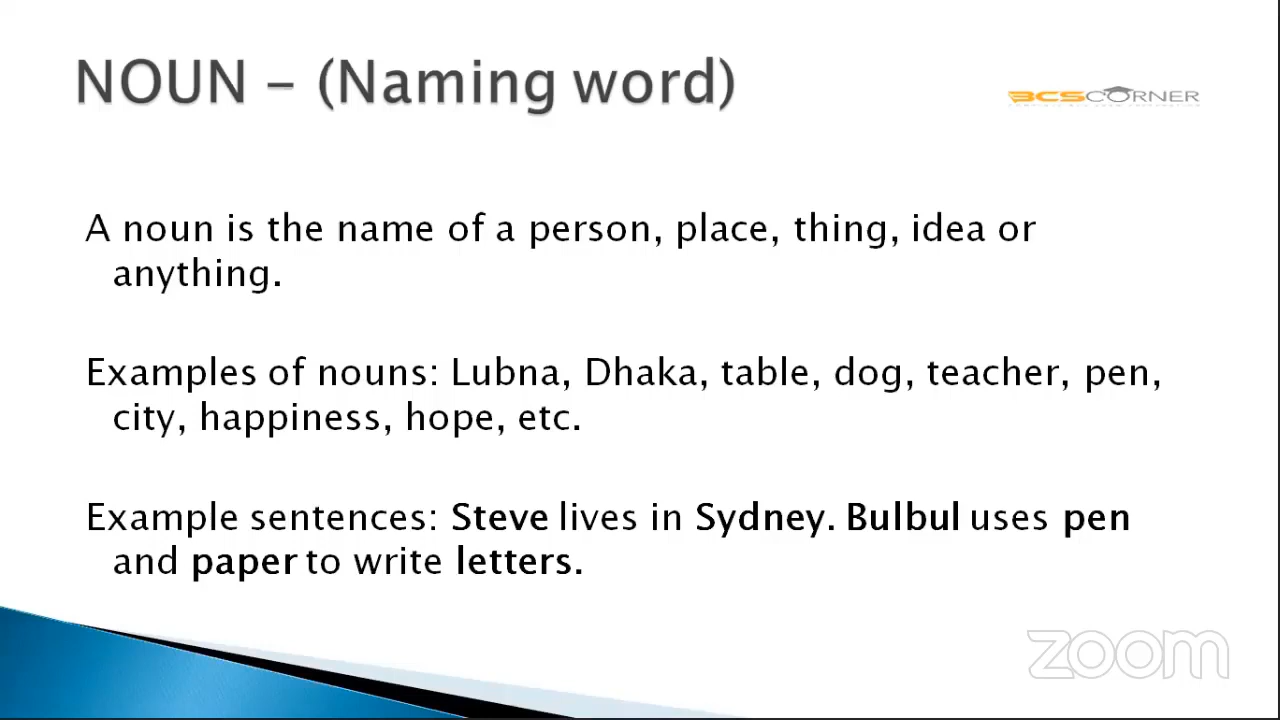 NOUN – (Naming word)
BCSCORNER
A noun is the name of a person, place, thing, idea or
anything.
Examples of nouns: Lubna, Dhaka, table, dog, teacher, pen,
city, happiness, hope, etc.
Example sentences: Steve lives in Sydney. Bulbul uses pen
and paper to write letters.
zoom